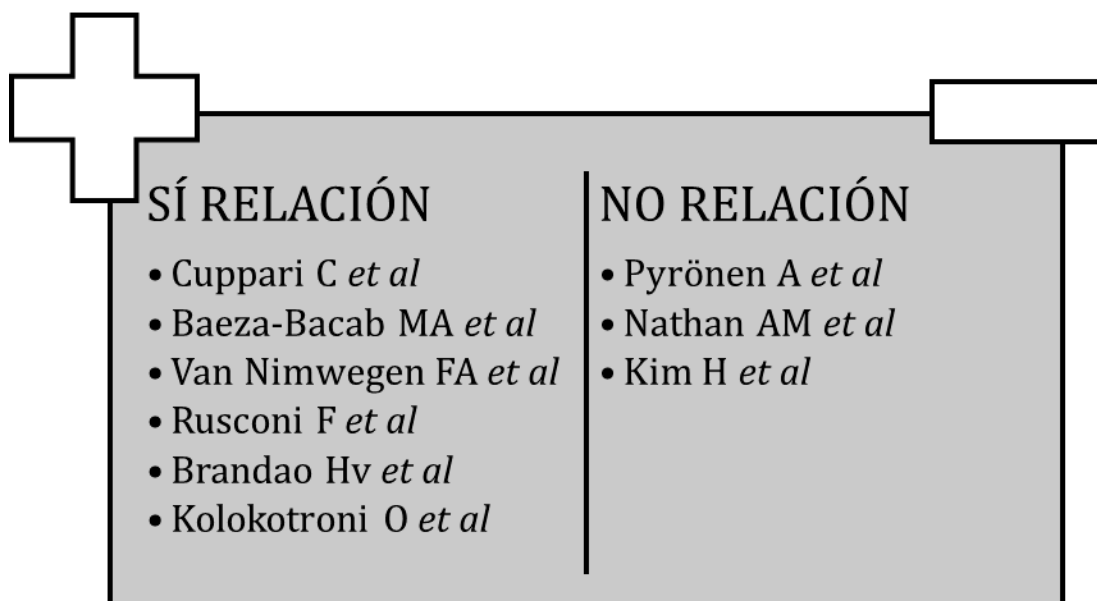 SÍ RELACIÓN
• Cuppari C et al
• Baeza-Bacab MA et al
• Van Nimwegen FA et al
• Rusconi F et al
• Brandao Hv et al
• Kolokotroni O et al
NO RELACIÓN
• Pyrönen A et al
• Nathan AM et al
• Kim H et al